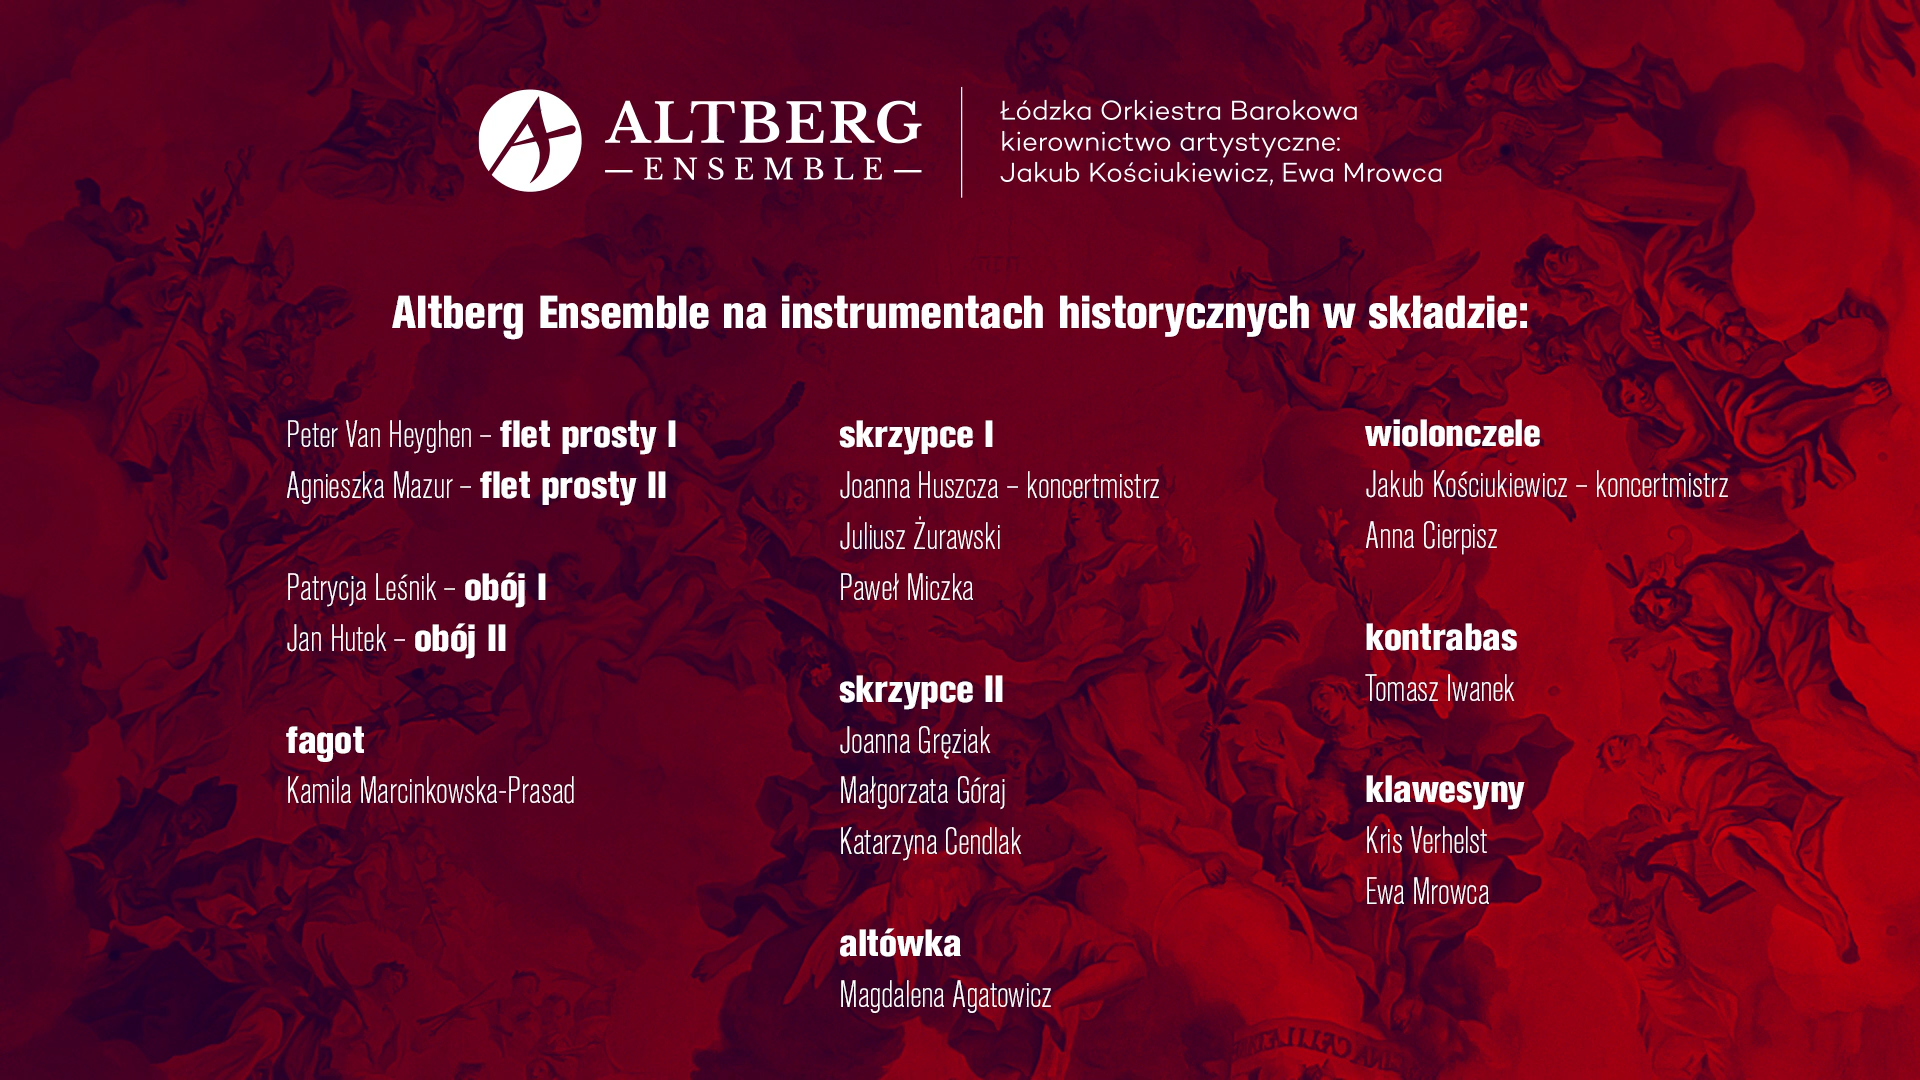 ALTBERG
ENSEMBLE
Łódzka Orkiestra Barokowa
kierownictwo artystyczne:
Jakub Kościukiewicz, Ewa Mrowca
Altberg Ensemble na instrumentach historycznych w składzie:
Peter Van Heyghen – flet prosty I
Agnieszka Mazur – flet prosty II
Patrycja Leśnik – obój I
Jan Hutek – obój II
fagot
Kamila Marcinkowska-Prasad
skrzypce I
Joanna Huszcza – koncertmistrz
Juliusz Żurawski
Paweł Miczka
skrzypce II
Joanna Gręziak
Małgorzata Góraj
Katarzyna Cendlak
altówka
Magdalena Agatowicz
wiolonczele
Jakub Kościukiewicz – koncertmistrz
Anna Cierpisz
kontrabas
Tomasz Iwanek
klawesyny
Kris Verhelst
Ewa Mrowca